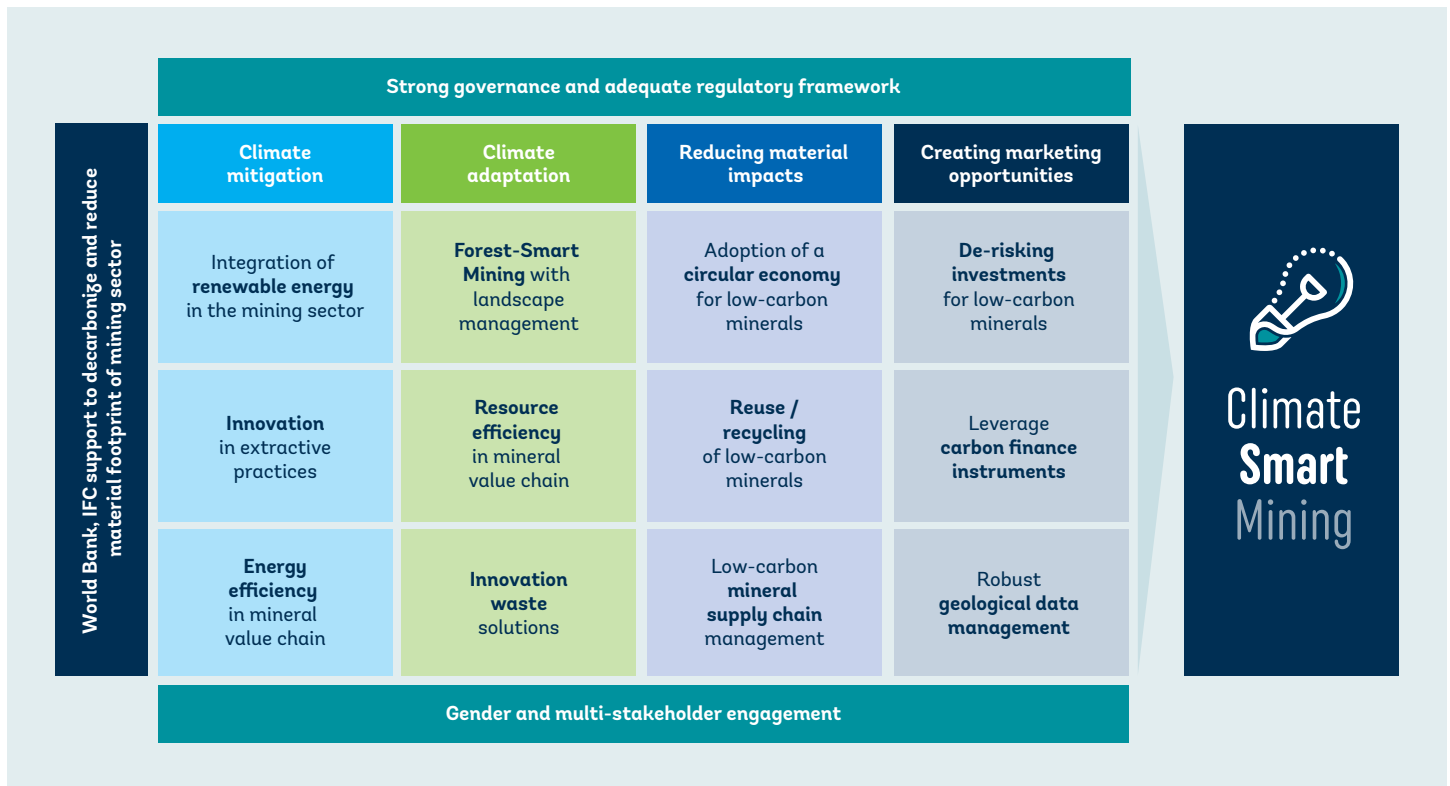 Strong governance and adequate regulatory framework
World Bank, IFC support to decarbonize and reduce
material footprint of mining sector
Climate
mitigation
Integration of
renewable energy
in the mining sector
Innovation
in extractive
practices
Energy
efficiency
in mineral
value chain
Climate
adaptation
Forest-Smart
Mining with
landscape
management
Resource
efficiency
in mineral
value chain
Innovation
waste
solutions
Reducing material
impacts
Adoption of a
circular economy
for low-carbon
minerals
Reuse /
recycling
of low-carbon
minerals
Low-carbon
mineral
supply chain
management
Creating marketing
opportunities
De-risking
investments
for low-carbon
minerals
Leverage
carbon finance
instruments
Robust
geological data
management
Gender and multi-stakeholder engagement
Climate
Smart
Mining